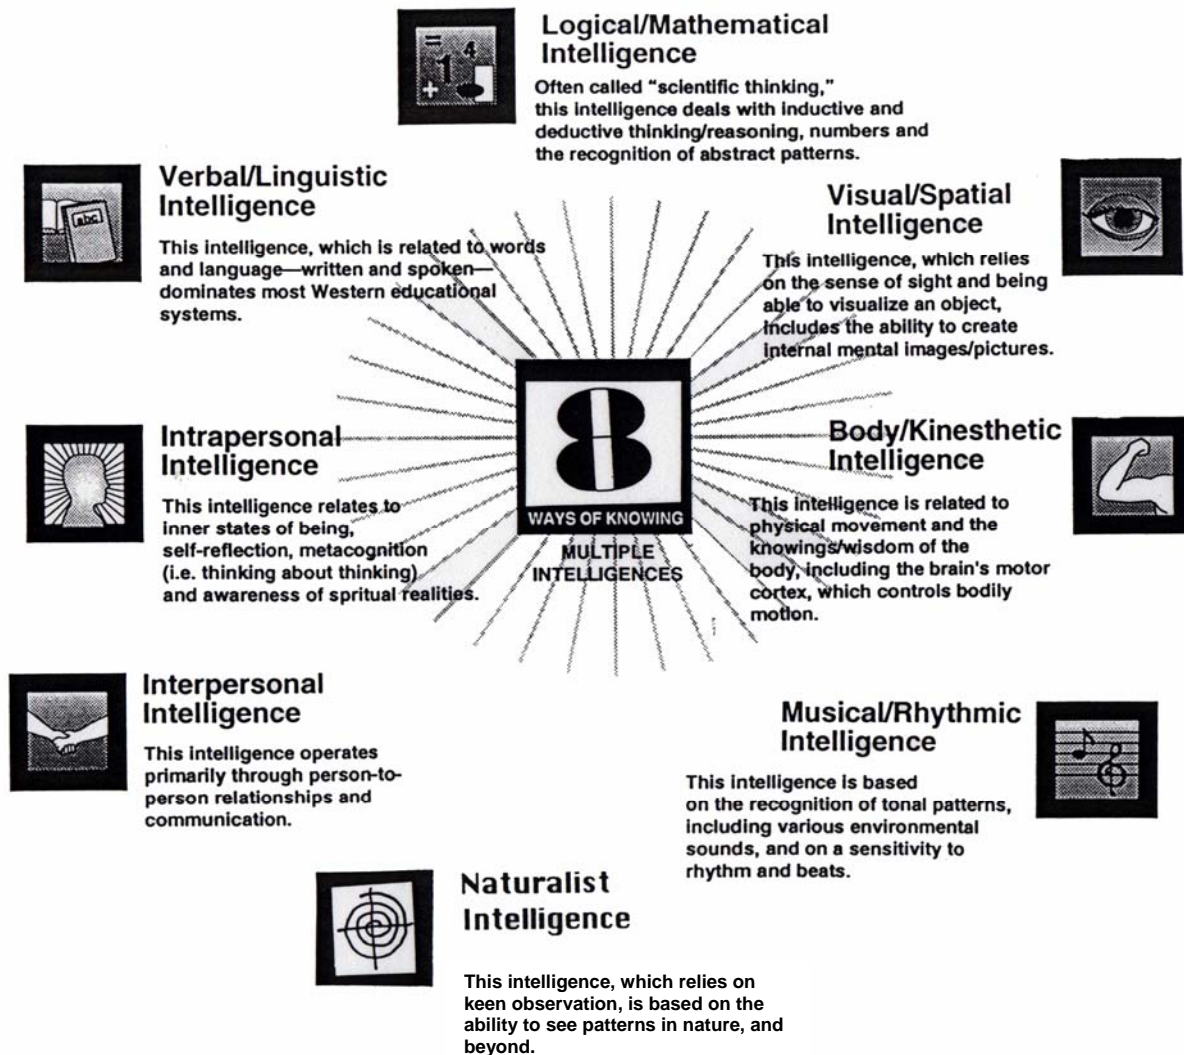 Logical/Mathematical
Intelligence
Often called "scientific thinking,"
this intelligence deals with inductive and
deductive thinking/reasoning, numbers and
the recognition of abstract patterns.
= 4
1
+
Verbal/Linguistic
Intelligence
abc
This intelligence, which is related to words
and language—written and spoken—
dominates most Western educational
systems.
Visual/Spatial
Intelligence
This intelligence, which relies
on the sense of sight and being
able to visualize an object,
includes the ability to create
internal mental images/pictures.
8
WAYS OF KNOWING
MULTIPLE
INTELLIGENCES
Intrapersonal
Intelligence
This intelligence relates to
inner states of being,
self-reflection, metacognition
(i.e. thinking about thinking)
and awareness of spritual realities.
Body/Kinesthetic
Intelligence
This intelligence is related to
physical movement and the
knowings/wisdom of the
body, including the brain's motor
cortex, which controls bodily
motion.
Interpersonal
Intelligence
This intelligence operates
primarily through person-to-
person relationships and
communication.
Musical/Rhythmic
Intelligence
This intelligence is based
on the recognition of tonal patterns,
including various environmental
sounds, and on a sensitivity to
rhythm and beats.
Naturalist
Intelligence
This intelligence, which relies on
keen observation, is based on the
ability to see patterns in nature, and
beyond.